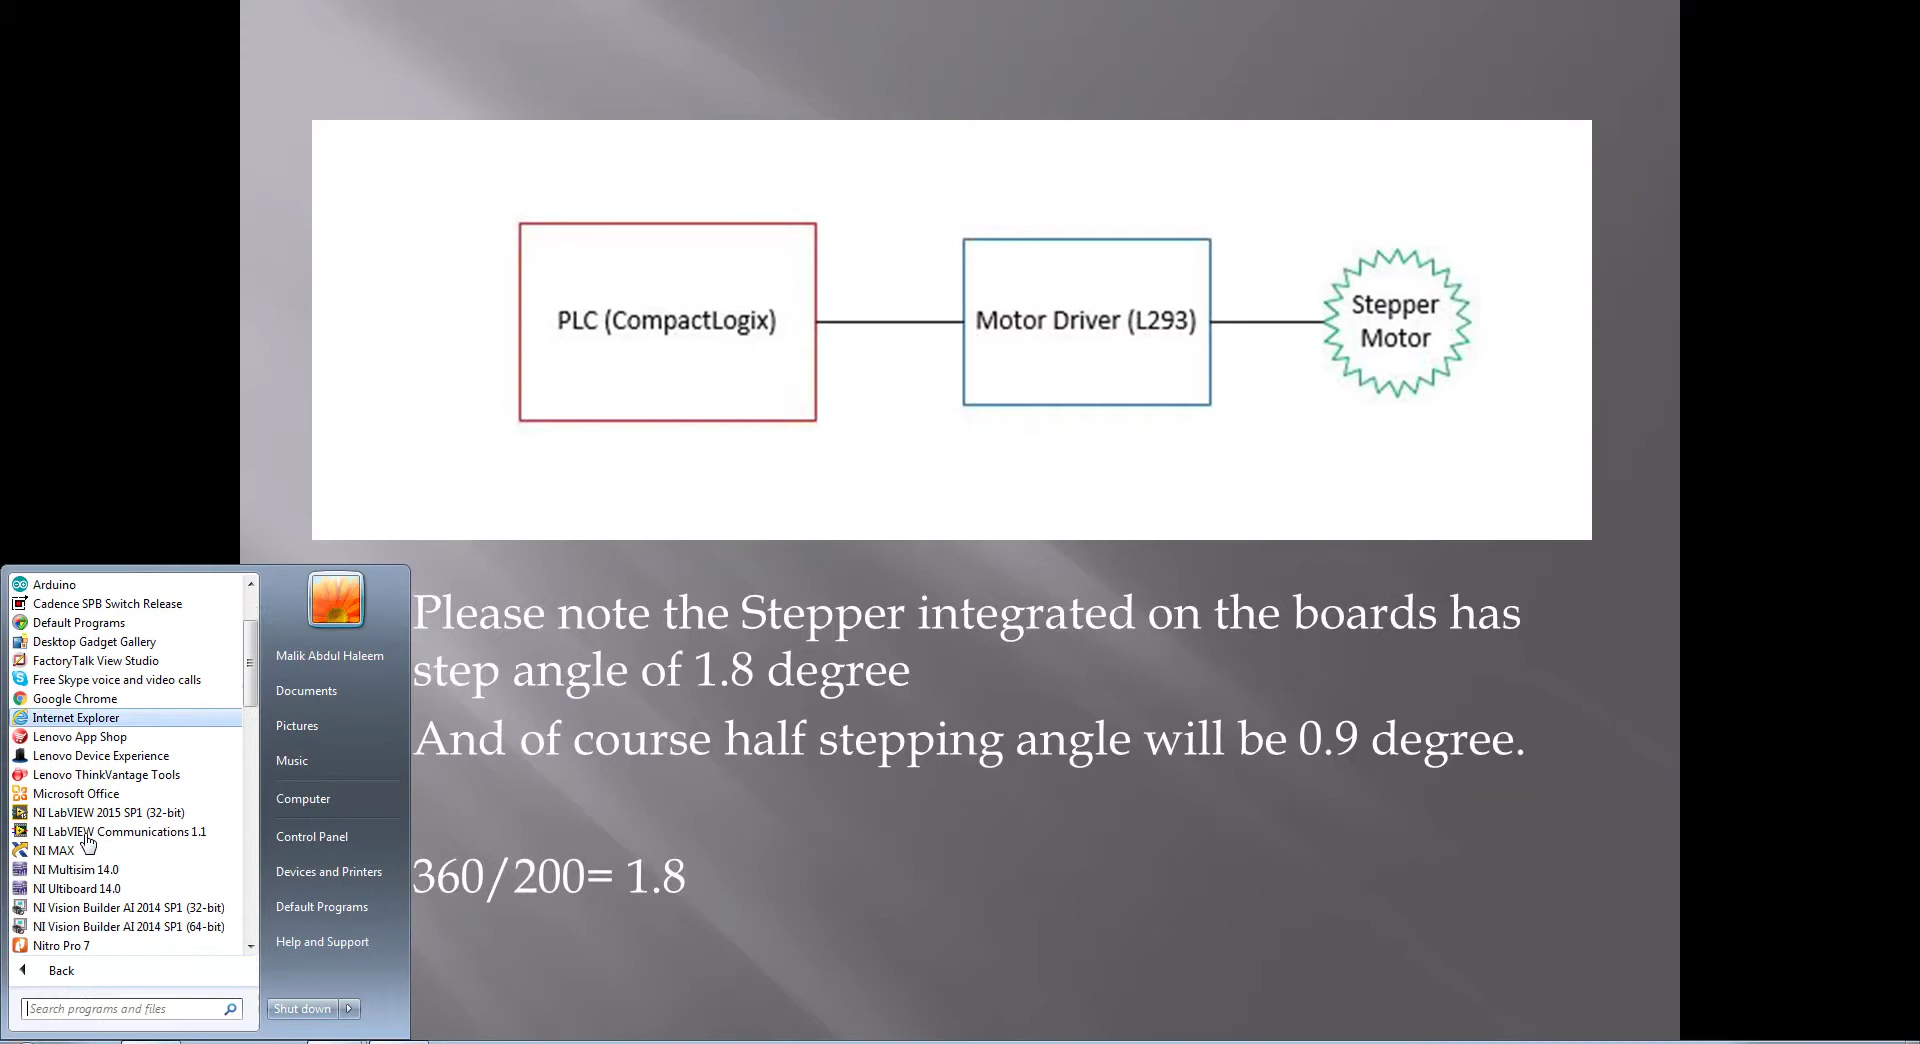 PLC (CompactLogix)
Motor Driver (L293)
Stepper
Motor
Please note the Stepper integrated on the boards has
step angle of 1.8 degree
And of course half stepping angle will be 0.9 degree.
360/200= 1.8
Arduino
Cadence SPB Switch Release
Default Programs
Desktop Gadget Gallery
FactoryTalk View Studio
Free Skype voice and video calls
Google Chrome
Internet Explorer
Lenovo App Shop
Lenovo Device Experience
Lenovo ThinkVantage Tools
Microsoft Office
NI LabVIEW 2015 SP1 (32-bit)
NI LabVIEW Communications 1.1
NI MAX
NI Multisim 14.0
NI Ultiboard 14.0
NI Vision Builder AI 2014 SP1 (32-bit)
NI Vision Builder AI 2014 SP1 (64-bit)
Nitro Pro 7
Back
Search programs and files
Malik Abdul Haleem
Documents
Pictures
Music
Computer
Control Panel
Devices and Printers
Default Programs
Help and Support
Shut down